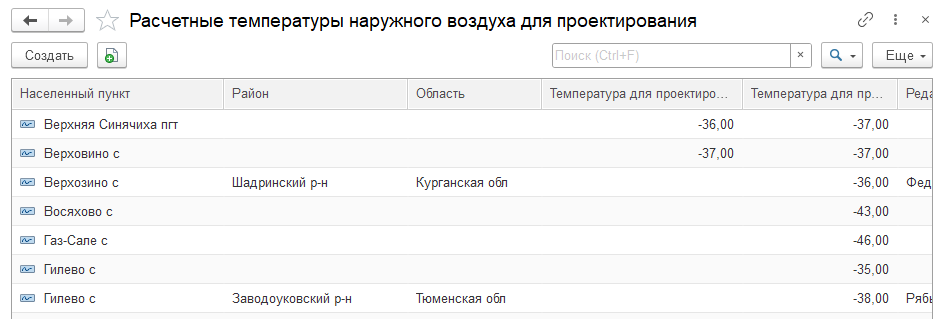 Расчетные температуры наружного воздуха для проектирования
Создать Поиск (Ctrl+F) × Еще
Населенный пункт Район Область Температура для проектиро... Температура для пр... Реда
Верхняя Синячиха пгт -36,00 -37,00
Верховино с -37,00 -37,00
Верхозино с Шадринский р-н Курганская обл -36,00 Фед
Восяхово с -43,00
Газ-Сале с -46,00
Гилево с -35,00
Гилево с Заводоуковский р-н Тюменская обл -38,00 Рябы